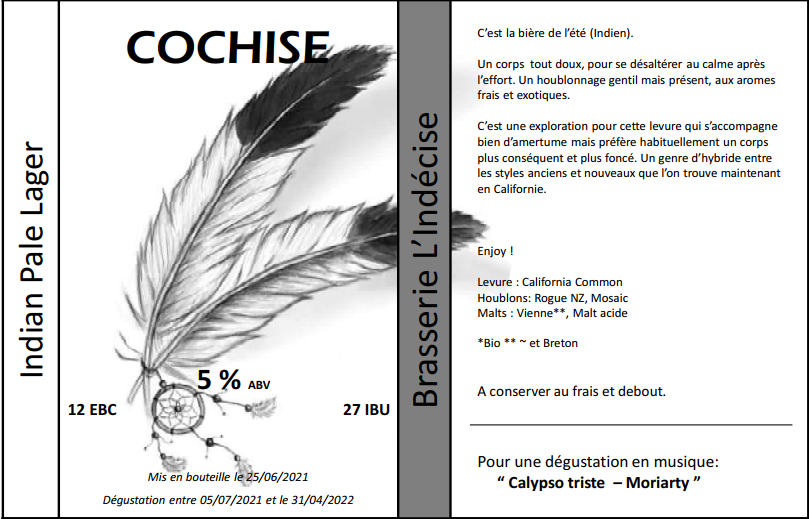 Indian Pale Lager
COCHISE
5 % ABV
12 EBC
27 IBU
Mis en bouteille le 25/06/2021
Dégustation entre 05/07/2021 et le 31/04/2022
Brasserie L'Indécise
C'est la bière de l'été (Indien).
Un corps tout doux, pour se désaltérer au calme après
l'effort. Un houblonnage gentil mais présent, aux aromes
frais et exotiques.
C'est une exploration pour cette levure qui s'accompagne
bien d'amertume mais préfère habituellement un corps
plus conséquent et plus foncé. Un genre d'hybride entre
les styles anciens et nouveaux que l'on trouve maintenant
en Californie.
Enjoy !
Levure : California Common
Houblons: Rogue NZ, Mosaic
Malts : Vienne**, Malt acide
*Bio ** ~ et Breton
A conserver au frais et debout.
Pour une dégustation en musique:
“ Calypso triste – Moriarty ”